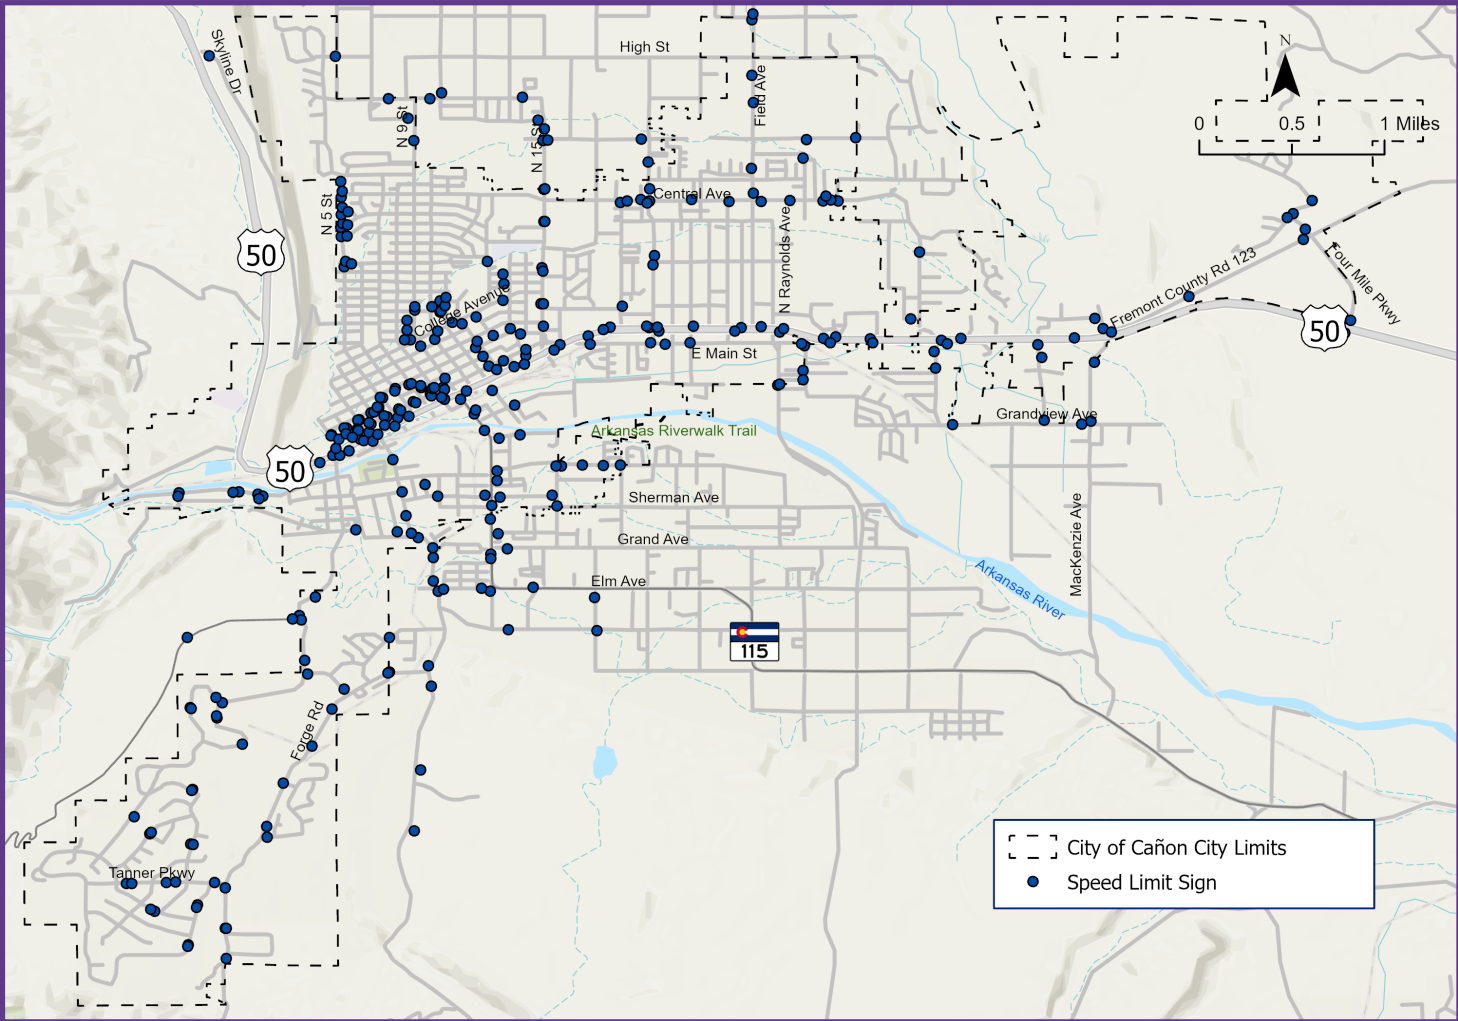 High St
Skyline Dr
N
Field Ave
0 0.5 1 Miles
N 9 St
N 15 St
N 5 St
Central Ave
N Raynolds Ave
50
Fremont County Rd 123
Four Mile Pkwy
College Avenue
50
E Main St
Grandview Ave
Arkansas Riverwalk Trail
50
Sherman Ave
MacKenzie Ave
Grand Ave
Elm Ave
Arkansas River
115
Forge Rd
City of Cañon City Limits
Speed Limit Sign
Tanner Pkwy